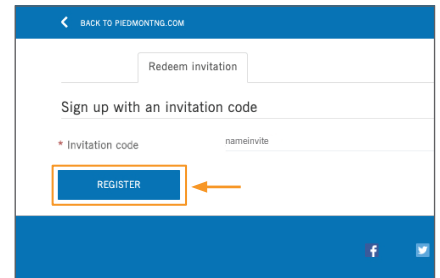 BACK TO PIEDMONTNG.COM
Redeem invitation
Sign up with an invitation code
* Invitation code nameinvite
REGISTER